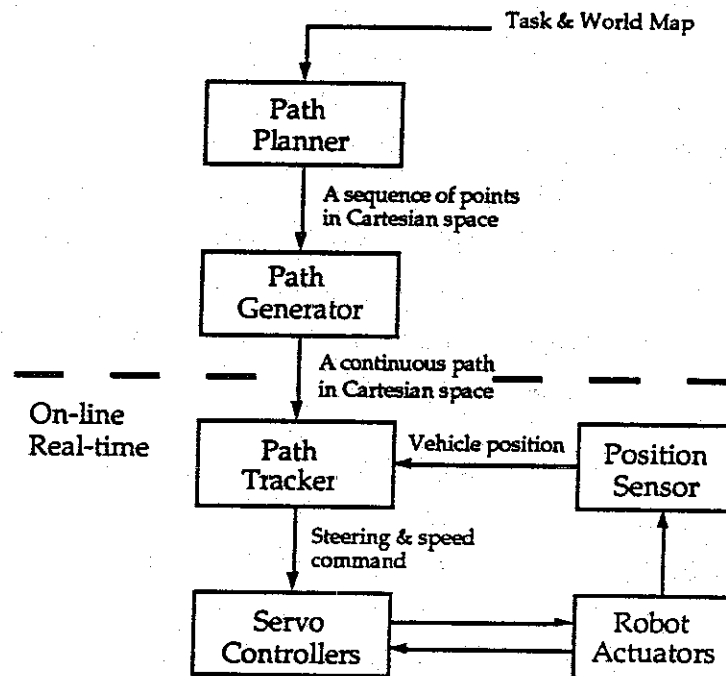 Task & World Map
Path
Planner
A sequence of points
in Cartesian space
Path
Generator
A continuous path
in Cartesian space
On-line
Real-time
Path
Tracker
Vehicle position
Position
Sensor
Steering & speed
command
Servo
Controllers
Robot
Actuators